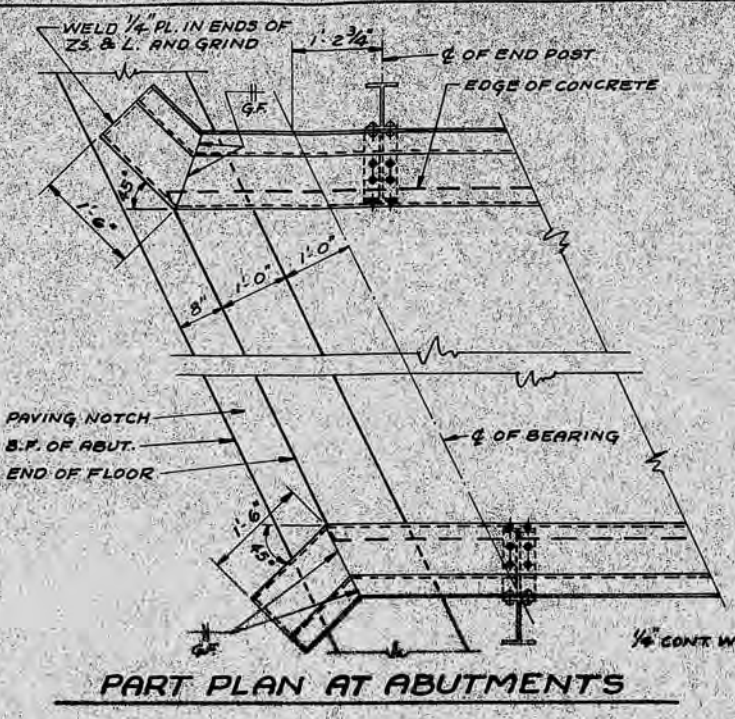 WELD 1/4" PL. IN ENDS OF
ZS. & L. AND GRIND
1'-2 3/4"
℄ OF END POST
EDGE OF CONCRETE
G.F.
45°
1'-6"
8"
1'-0"
1'-0"
PAVING NOTCH
B.F. OF ABUT.
END OF FLOOR
℄ OF BEARING
1'-6"
45°
G.F.
1/4" CONT. W
PART PLAN AT ABUTMENTS